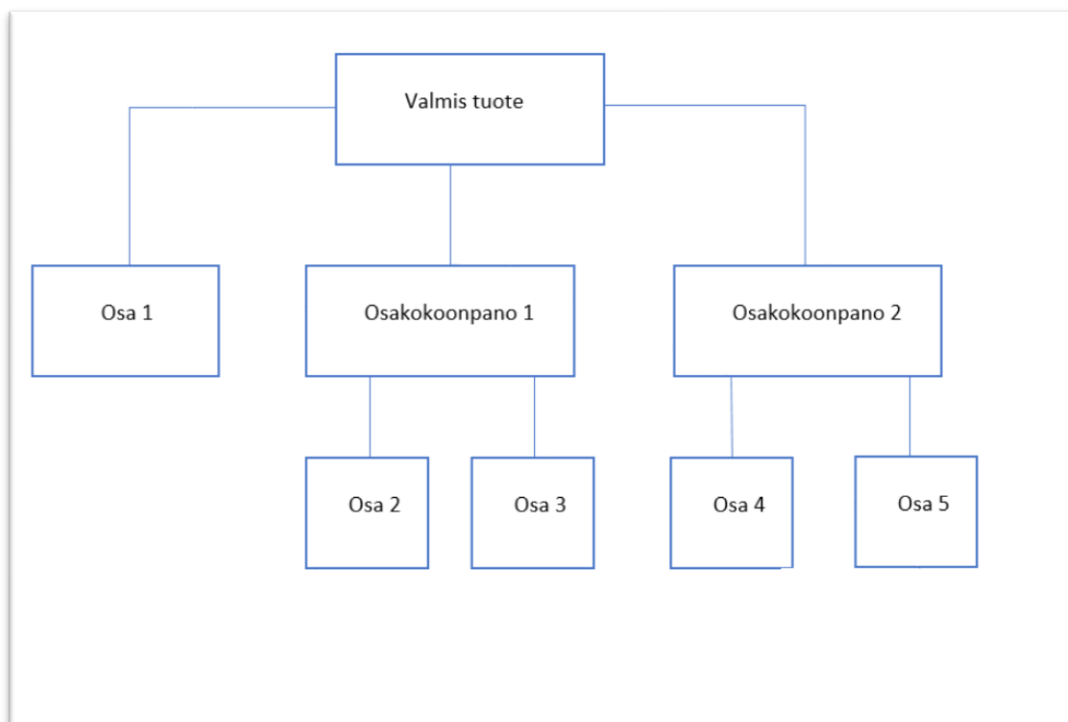 Valmis tuote
Osa 1
Osakokoonpano 1
Osakokoonpano 2
Osa 2
Osa 3
Osa 4
Osa 5